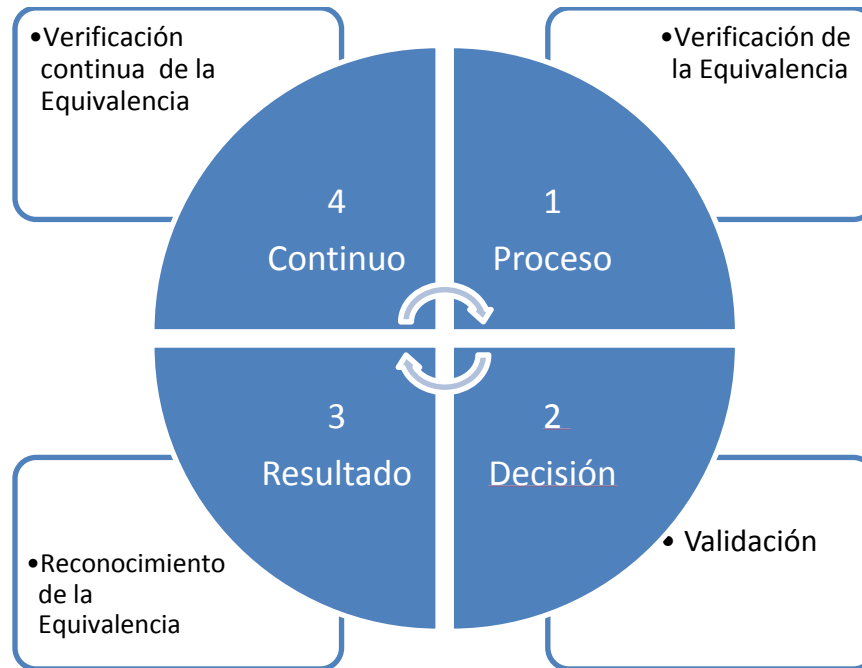 •Verificación
continua de la
Equivalencia
•Verificación de
la Equivalencia
4
Continuo
1
Proceso
3
Resultado
2
Decisión
•Reconocimiento
de la
Equivalencia
• Validación